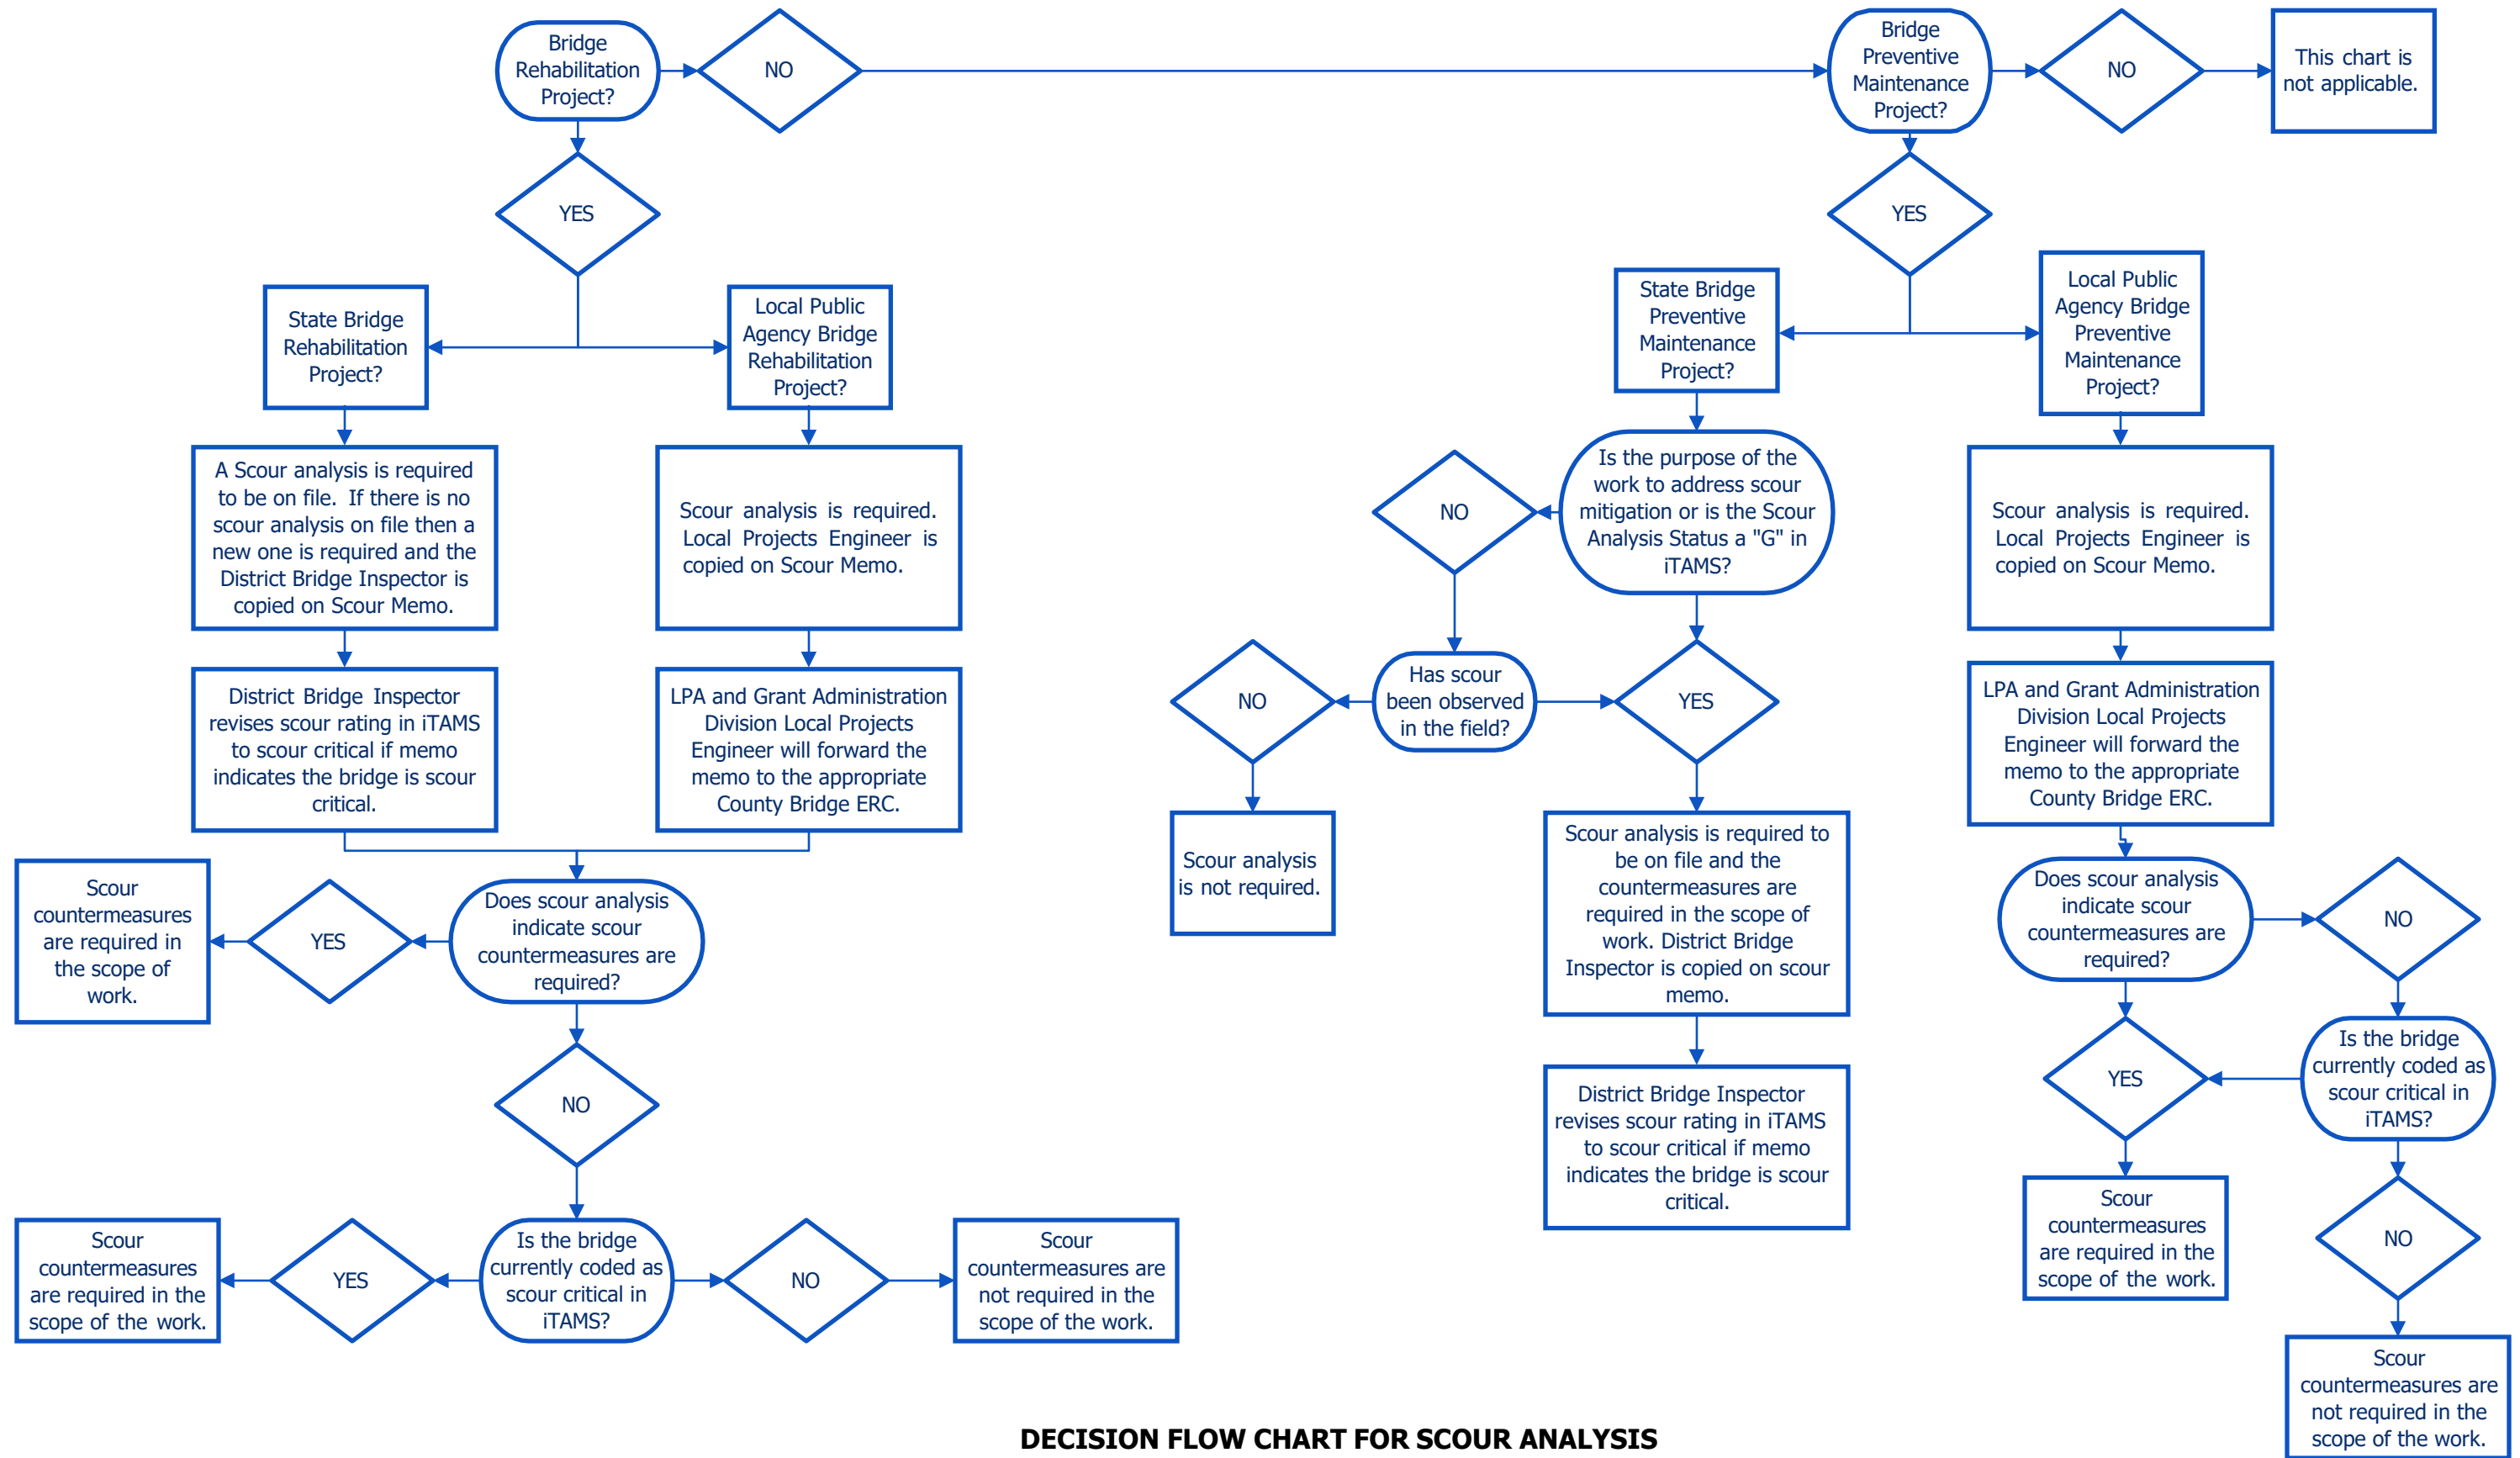 Bridge
Rehabilitation
Project?
NO
Bridge
Preventive
Maintenance
Project?
NO
This chart is
not applicable.
YES
YES
State Bridge
Rehabilitation
Project?
Local Public
Agency Bridge
Rehabilitation
Project?
State Bridge
Preventive
Maintenance
Project?
Local Public
Agency Bridge
Preventive
Maintenance
Project?
A Scour analysis is required
to be on file. If there is no
scour analysis on file then a
new one is required and the
District Bridge Inspector is
copied on Scour Memo.
Scour analysis is required.
Local Projects Engineer is
copied on Scour Memo.
NO
Is the purpose of the
work to address scour
mitigation or is the Scour
Analysis Status a "G" in
iTAMS?
Scour analysis is required.
Local Projects Engineer is
copied on Scour Memo.
District Bridge Inspector
revises scour rating in iTAMS
to scour critical if memo
indicates the bridge is scour
critical.
LPA and Grant Administration
Division Local Projects
Engineer will forward the
memo to the appropriate
County Bridge ERC.
NO
Has scour
been observed
in the field?
YES
LPA and Grant Administration
Division Local Projects
Engineer will forward the
memo to the appropriate
County Bridge ERC.
Scour
countermeasures
are required in
the scope of
work.
YES
Does scour analysis
indicate scour
countermeasures are
required?
Scour analysis
is not required.
Scour analysis is required to
be on file and the
countermeasures are
required in the scope of
work. District Bridge
Inspector is copied on scour
memo.
Does scour analysis
indicate scour
countermeasures are
required?
NO
NO
District Bridge Inspector
revises scour rating in iTAMS
to scour critical if memo
indicates the bridge is scour
critical.
YES
Is the bridge
currently coded as
scour critical in
iTAMS?
Scour
countermeasures
are required in the
scope of the work.
YES
Is the bridge
currently coded as
scour critical in
iTAMS?
NO
Scour
countermeasures are
not required in the
scope of the work.
Scour
countermeasures
are required in the
scope of the work.
NO
Scour
countermeasures are
not required in the
scope of the work.
DECISION FLOW CHART FOR SCOUR ANALYSIS